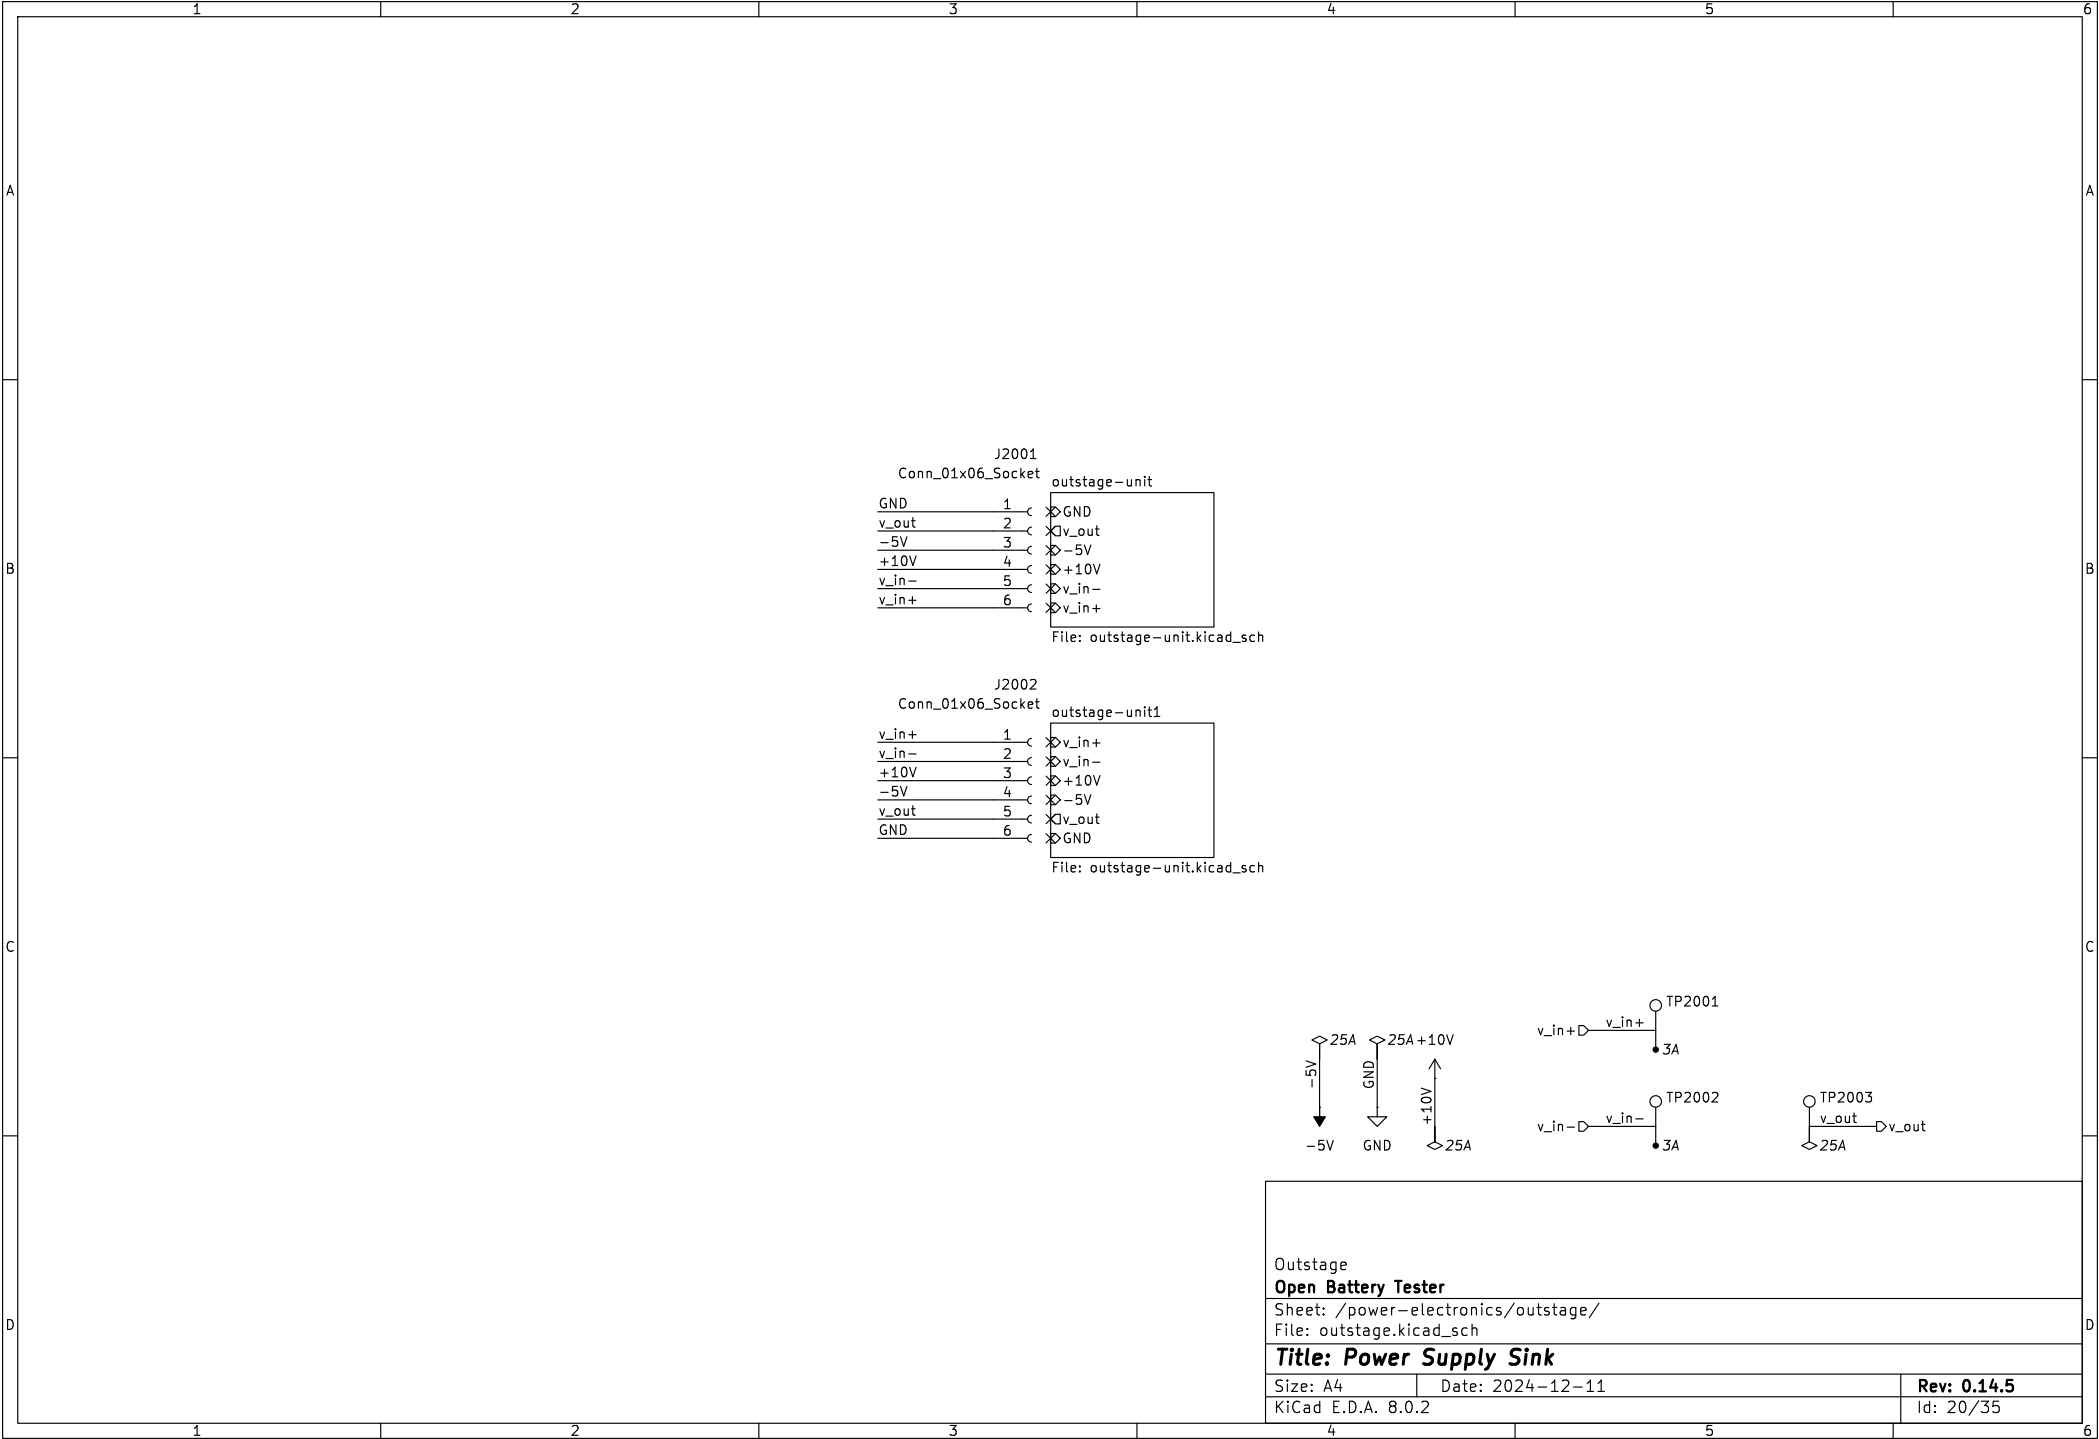 1 2 3 4 5 6
A A
J2001
Conn_01x06_Socket
outstage-unit
GND 1 GND
v_out 2 v_out
-5V 3 -5V
+10V 4 +10V
v_in- 5 v_in-
v_in+ 6 v_in+
File: outstage-unit.kicad_sch
B B
J2002
Conn_01x06_Socket
outstage-unit1
v_in+ 1 v_in+
v_in- 2 v_in-
+10V 3 +10V
-5V 4 -5V
v_out 5 v_out
GND 6 GND
File: outstage-unit.kicad_sch
C C
TP2001
v_in+ v_in+
3A
25A 25A +10V
-5V GND +10V
-5V GND 25A
TP2002
v_in- v_in-
3A
TP2003
v_out v_out
25A
Outstage
Open Battery Tester
Sheet: /power-electronics/outstage/
File: outstage.kicad_sch
D D
Title: Power Supply Sink
Size: A4 Date: 2024-12-11 Rev: 0.14.5
KiCad E.D.A. 8.0.2 Id: 20/35
1 2 3 4 5 6